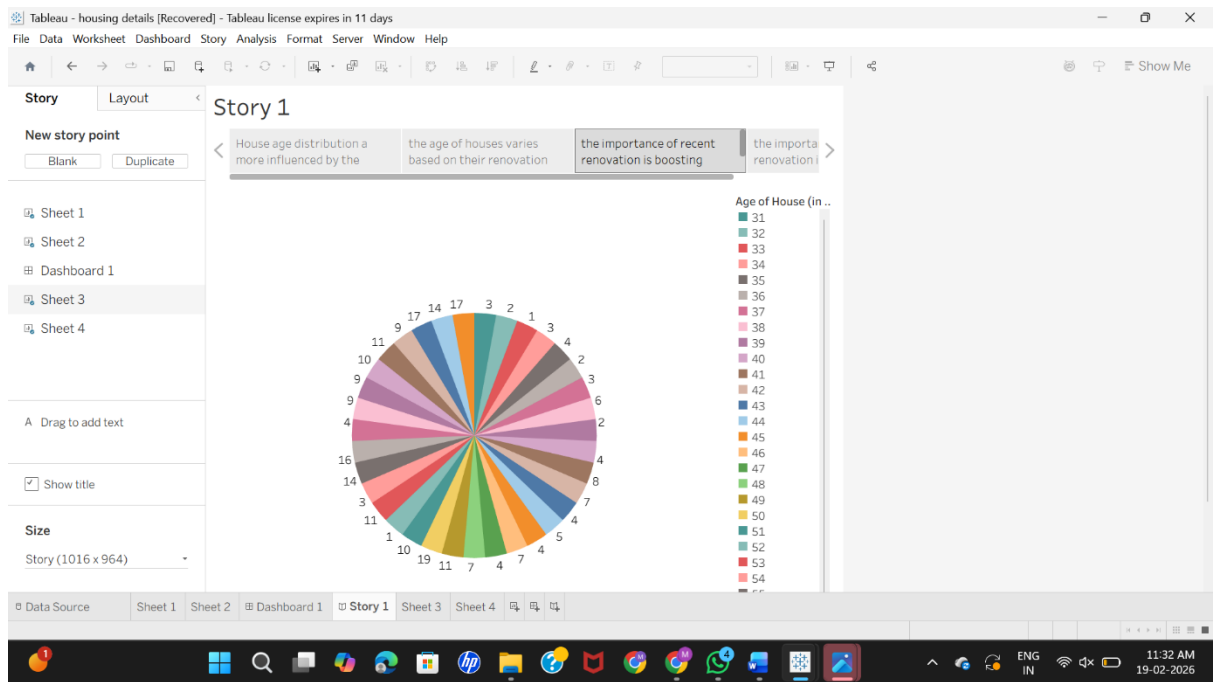 Tableau - housing details [Recovered] - Tableau license expires in 11 days
File Data Worksheet Dashboard Story Analysis Format Server Window Help
Show Me
Story Layout
New story point
Blank Duplicate
Sheet 1
Sheet 2
Dashboard 1
Sheet 3
Sheet 4
A Drag to add text
Show title
Size
Story (1016 x 964)
Story 1
House age distribution a
more influenced by the
the age of houses varies
based on their renovation
the importance of recent
renovation is boosting
the importa
renovation i
Age of House (in ..
31
32
33
34
35
36
37
38
39
40
41
42
43
44
45
46
47
48
49
50
51
52
53
54
3
2
1
3
4
2
3
6
2
4
8
7
4
5
4
7
4
7
11
19
10
1
11
3
14
16
4
9
9
10
11
9
17
14
17
Data Source Sheet 1 Sheet 2 Dashboard 1 Story 1 Sheet 3 Sheet 4
1
hp
M
M
4
W
ENG
IN
11:32 AM
19-02-2026